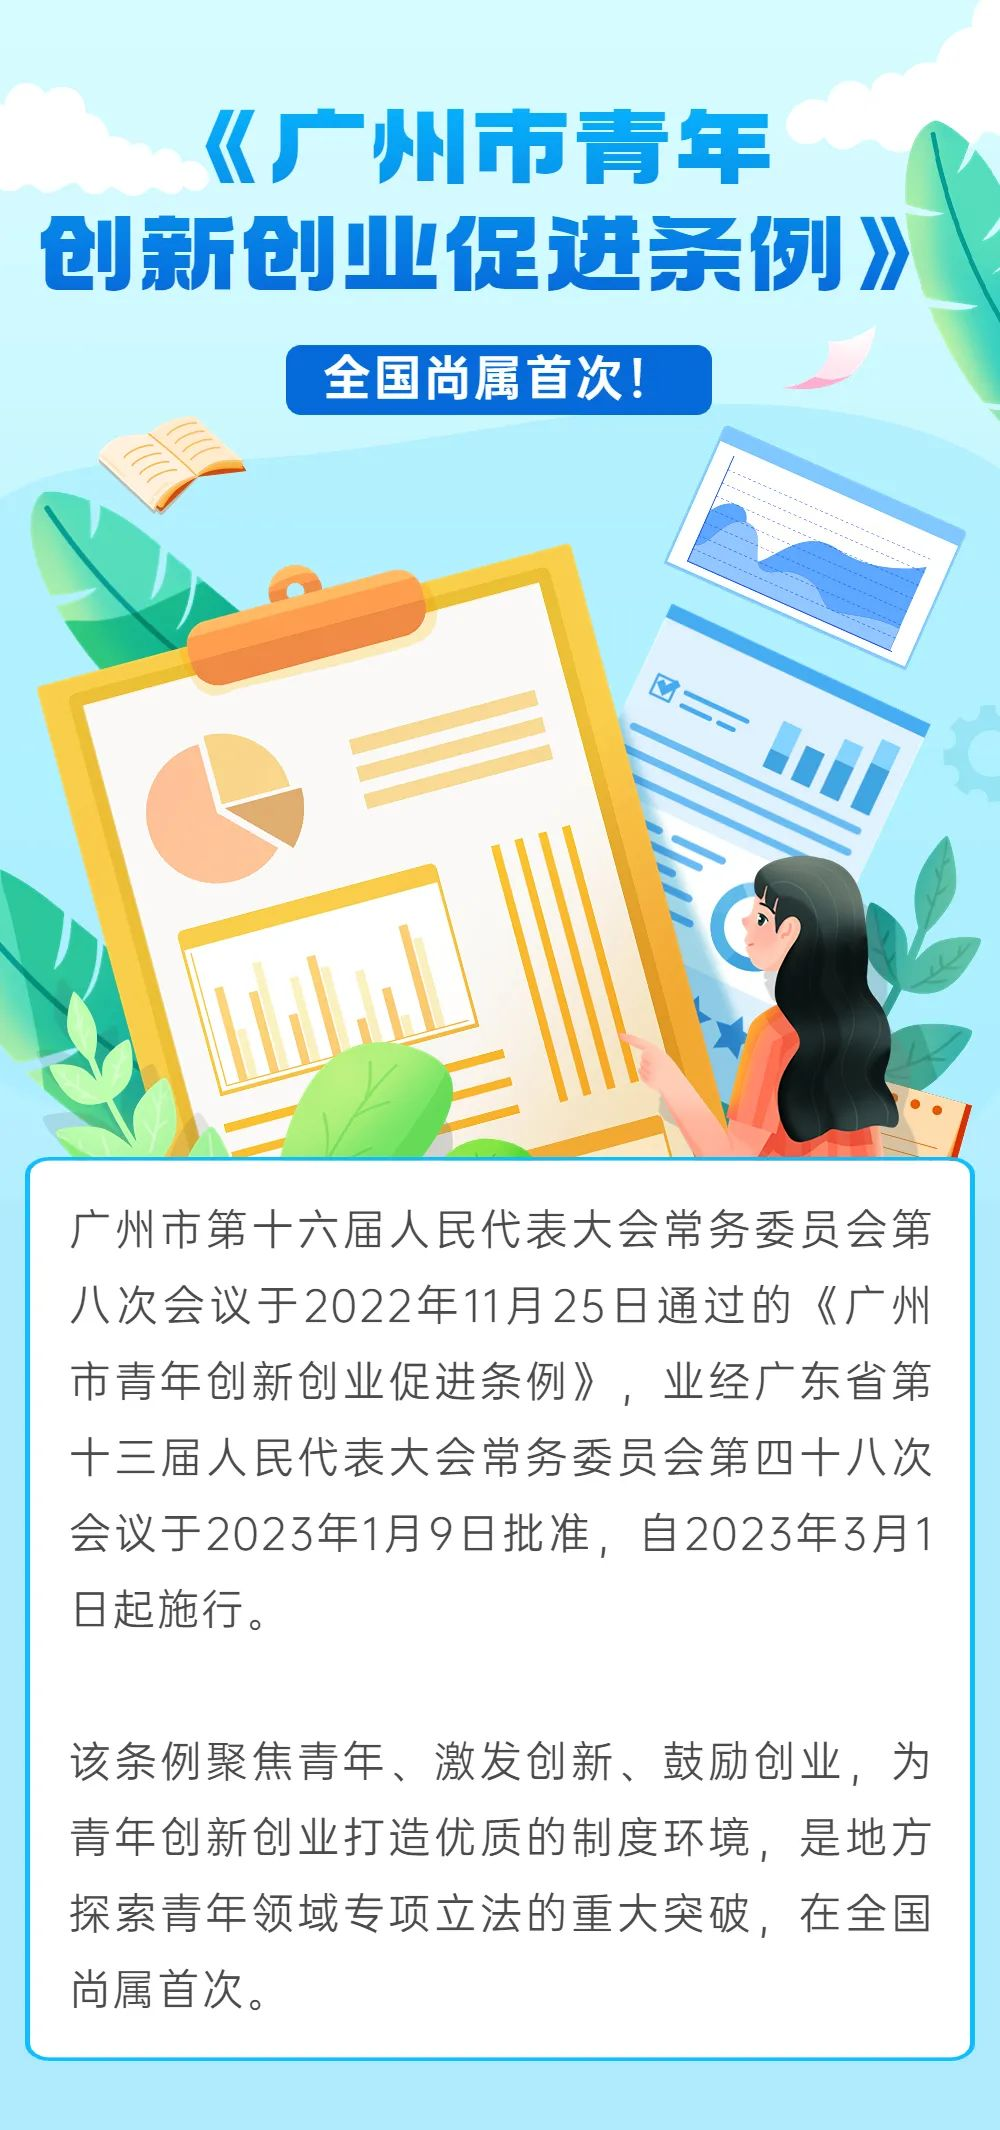 《广州市青年
创新创业促进条例》
全国尚属首次！
广州市第十六届人民代表大会常务委员会第
八次会议于2022年11月25日通过的《广州
市青年创新创业促进条例》，业经广东省第
十三届人民代表大会常务委员会第四十八次
会议于2023年1月9日批准，自2023年3月1
日起施行。
该条例聚焦青年、激发创新、鼓励创业，为
青年创新创业打造优质的制度环境，是地方
探索青年领域专项立法的重大突破，在全国
尚属首次。